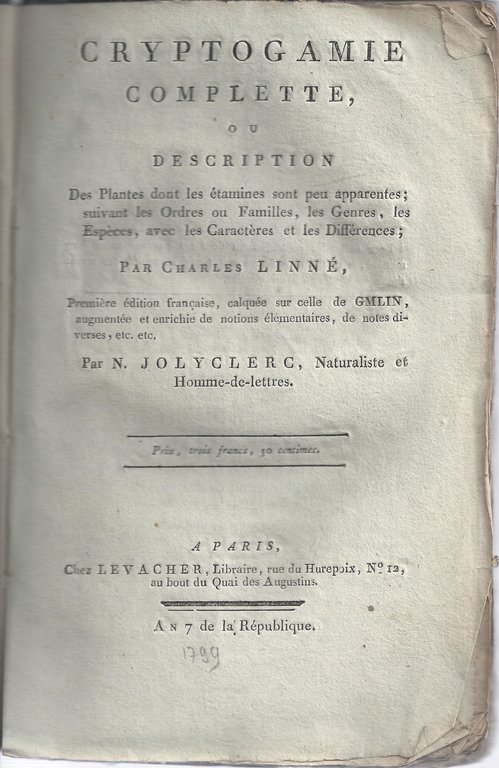 CRYPTOGAMIE
COMPLETTE,
OU
DESCRIPTION
Des Plantes dont les étamines sont peu apparentes;
suivant les Ordres ou Familles, les Genres, les
Espèces, avec les Caractères et les Différences;
PAR CHARLES LINNÉ,
Première édition française, calquée sur celle de GMLIN,
augmentée et enrichie de notions élémentaires, de notes di-
verses, etc. etc.
Par N. JOLYCLERC, Naturaliste et
Homme-de-lettres.
Prix, trois francs, 50 centimes.
A PARIS,
Chez LEVACHER, Libraire, rue du Hurepoix, N.º 12,
au bout du Quai des Augustins.
AN 7 de la République.
1799